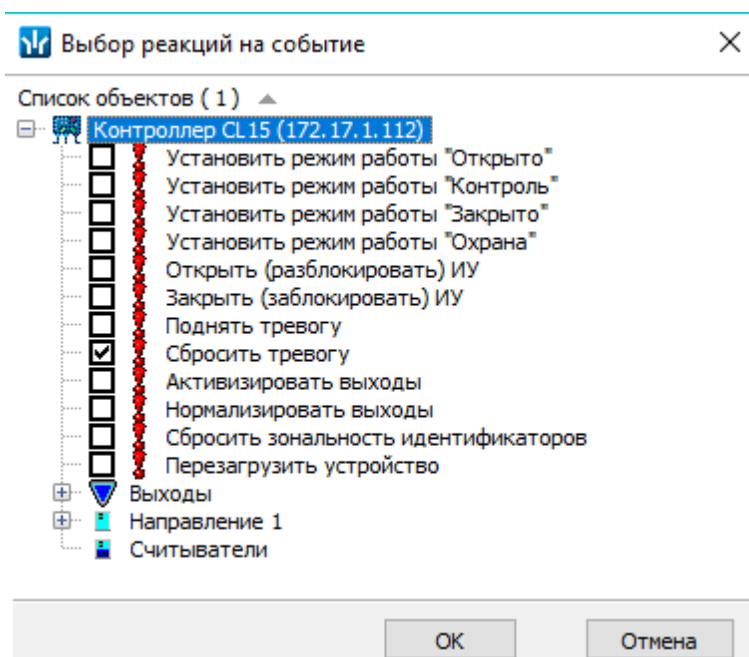 Выбор реакций на событие
Список объектов ( 1 )
Контроллер CL15 (172.17.1.112)
Установить режим работы "Открыто"
Установить режим работы "Контроль"
Установить режим работы "Закрыто"
Установить режим работы "Охрана"
Открыть (разблокировать) ИУ
Закрыть (заблокировать) ИУ
Поднять тревогу
Сбросить тревогу
Активизировать выходы
Нормализировать выходы
Сбросить зональность идентификаторов
Перезагрузить устройство
Выходы
Направление 1
Считыватели
ОК Отмена